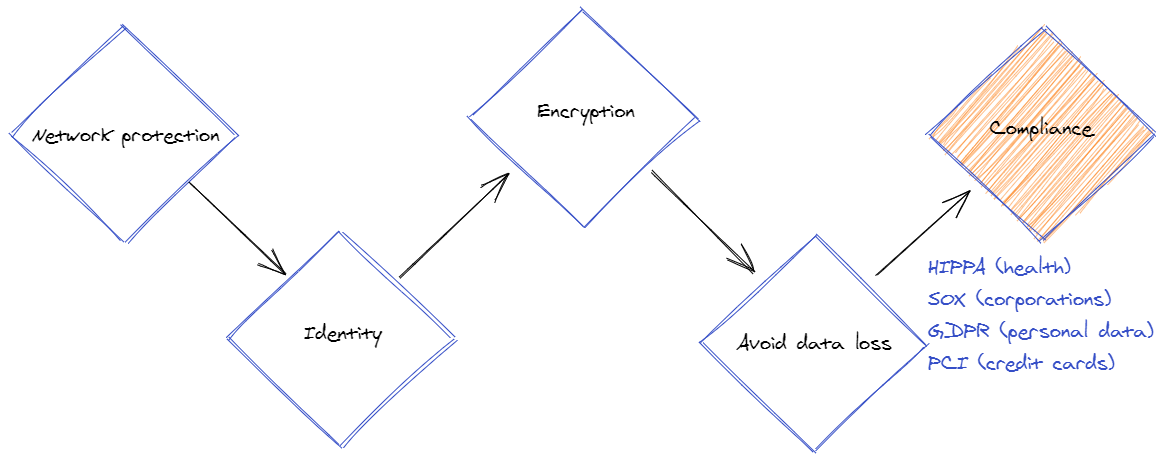 Network protection
Identity
Encryption
Avoid data loss
Compliance
HIPPA (health)
SOX (corporations)
GDPR (personal data)
PCI (credit cards)